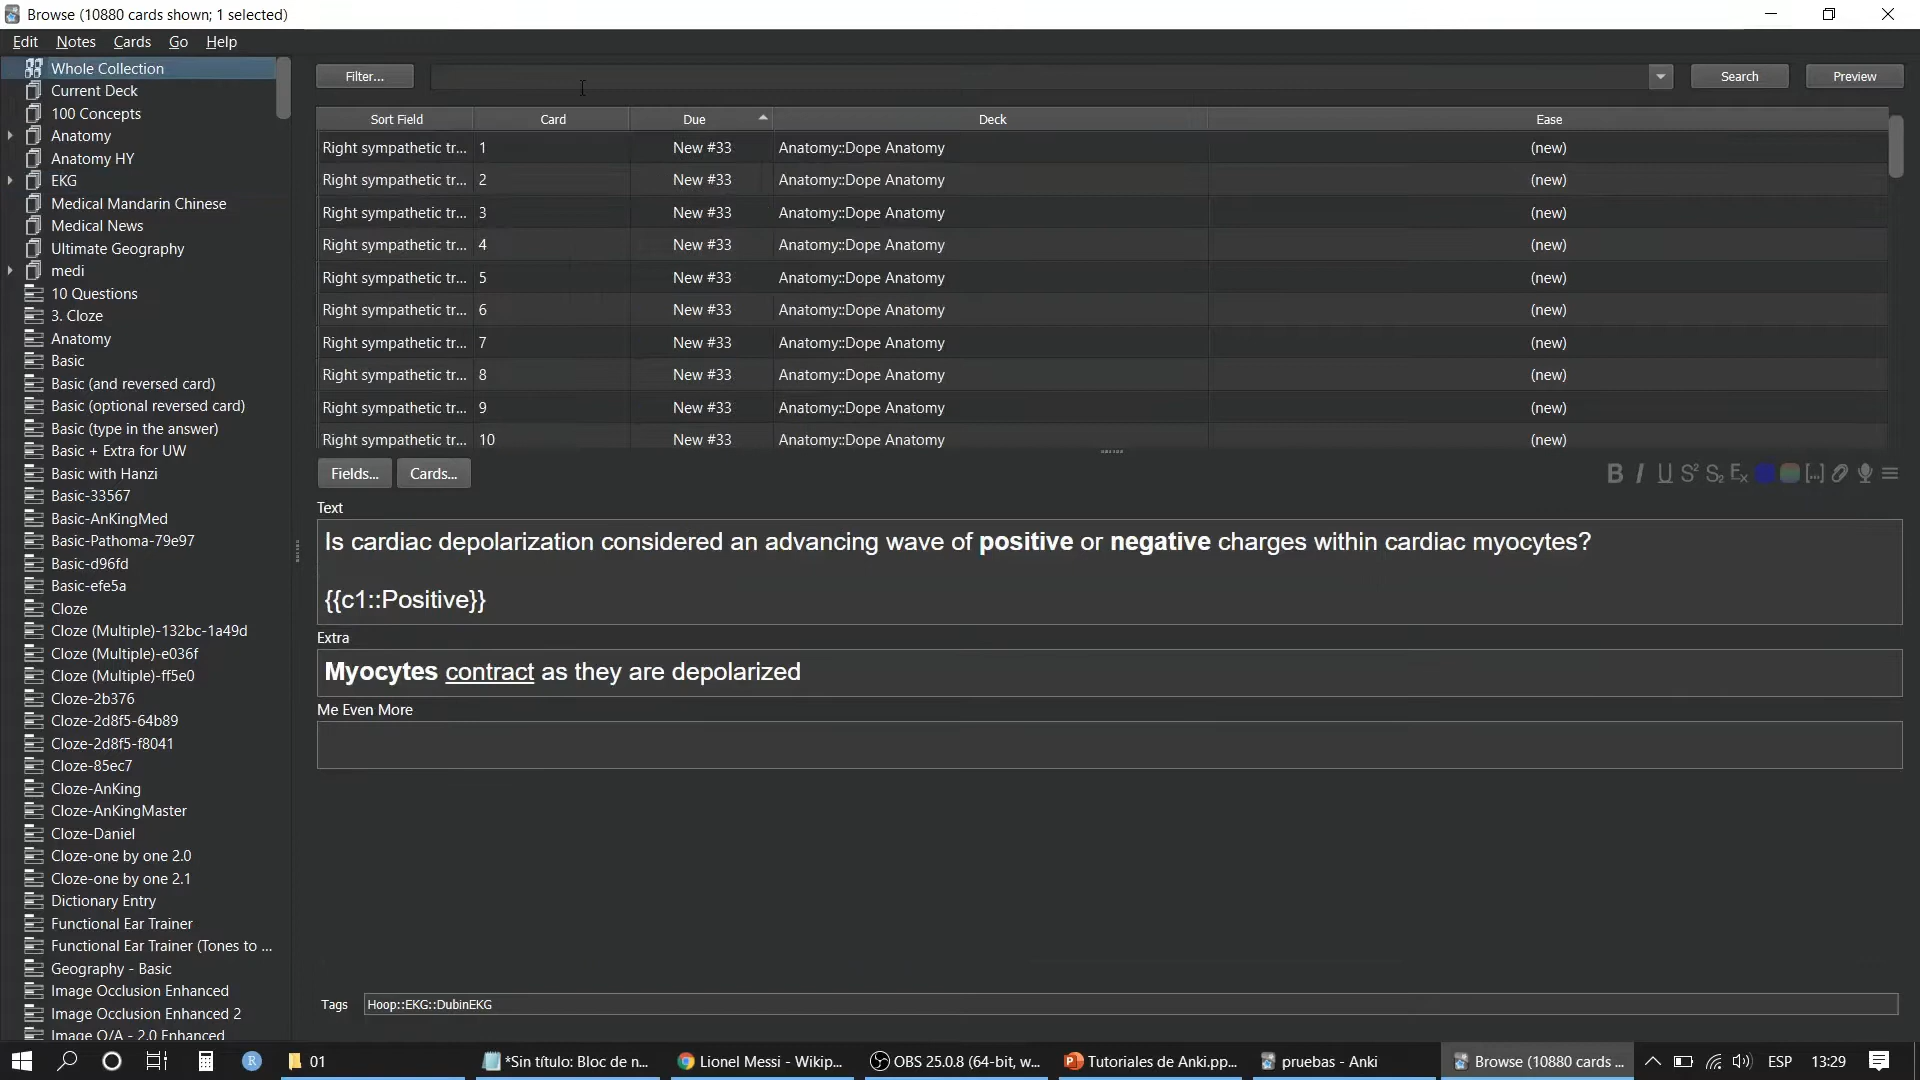 Browse (10880 cards shown; 1 selected)
Edit Notes Cards Go Help
Whole Collection
Current Deck
100 Concepts
Anatomy
Anatomy HY
EKG
Medical Mandarin Chinese
Medical News
Ultimate Geography
medi
10 Questions
3. Cloze
Anatomy
Basic
Basic (and reversed card)
Basic (optional reversed card)
Basic (type in the answer)
Basic + Extra for UW
Basic with Hanzi
Basic-33567
Basic-AnKingMed
Basic-Pathoma-79e97
Basic-d96fd
Basic-efe5a
Cloze
Cloze (Multiple)-132bc-1a49d
Cloze (Multiple)-e036f
Cloze (Multiple)-ff5e0
Cloze-2b376
Cloze-2d8f5-64b89
Cloze-2d8f5-f8041
Cloze-85ec7
Cloze-AnKing
Cloze-AnKingMaster
Cloze-Daniel
Cloze-one by one 2.0
Cloze-one by one 2.1
Dictionary Entry
Functional Ear Trainer
Functional Ear Trainer (Tones to ...
Geography - Basic
Image Occlusion Enhanced
Image Occlusion Enhanced 2
Image O/A - 2.0 Enhanced
Filter... Search Preview
Sort Field Card Due Deck Ease
Right sympathetic tr... 1 New #33 Anatomy::Dope Anatomy (new)
Right sympathetic tr... 2 New #33 Anatomy::Dope Anatomy (new)
Right sympathetic tr... 3 New #33 Anatomy::Dope Anatomy (new)
Right sympathetic tr... 4 New #33 Anatomy::Dope Anatomy (new)
Right sympathetic tr... 5 New #33 Anatomy::Dope Anatomy (new)
Right sympathetic tr... 6 New #33 Anatomy::Dope Anatomy (new)
Right sympathetic tr... 7 New #33 Anatomy::Dope Anatomy (new)
Right sympathetic tr... 8 New #33 Anatomy::Dope Anatomy (new)
Right sympathetic tr... 9 New #33 Anatomy::Dope Anatomy (new)
Right sympathetic tr... 10 New #33 Anatomy::Dope Anatomy (new)
Fields... Cards... B I U S² S₂ Ex [...]
Text
Is cardiac depolarization considered an advancing wave of positive or negative charges within cardiac myocytes?
{{c1::Positive}}
Extra
Myocytes contract as they are depolarized
Me Even More
Tags Hoop::EKG::DubinEKG
R 01 *Sin título: Bloc de n... Lionel Messi - Wikip... OBS 25.0.8 (64-bit, w... Tutoriales de Anki.pp... pruebas - Anki Browse (10880 cards ... ESP 13:29